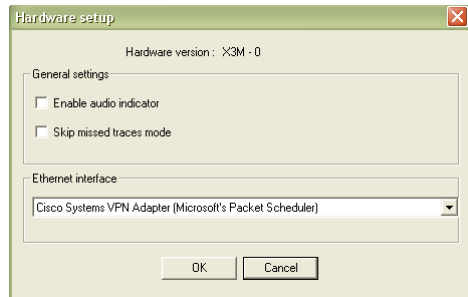 Hardware setup
Hardware version : X3M - 0
General settings
Enable audio indicator
Skip missed traces mode
Ethernet interface
Cisco Systems VPN Adapter (Microsoft's Packet Scheduler)
OK Cancel